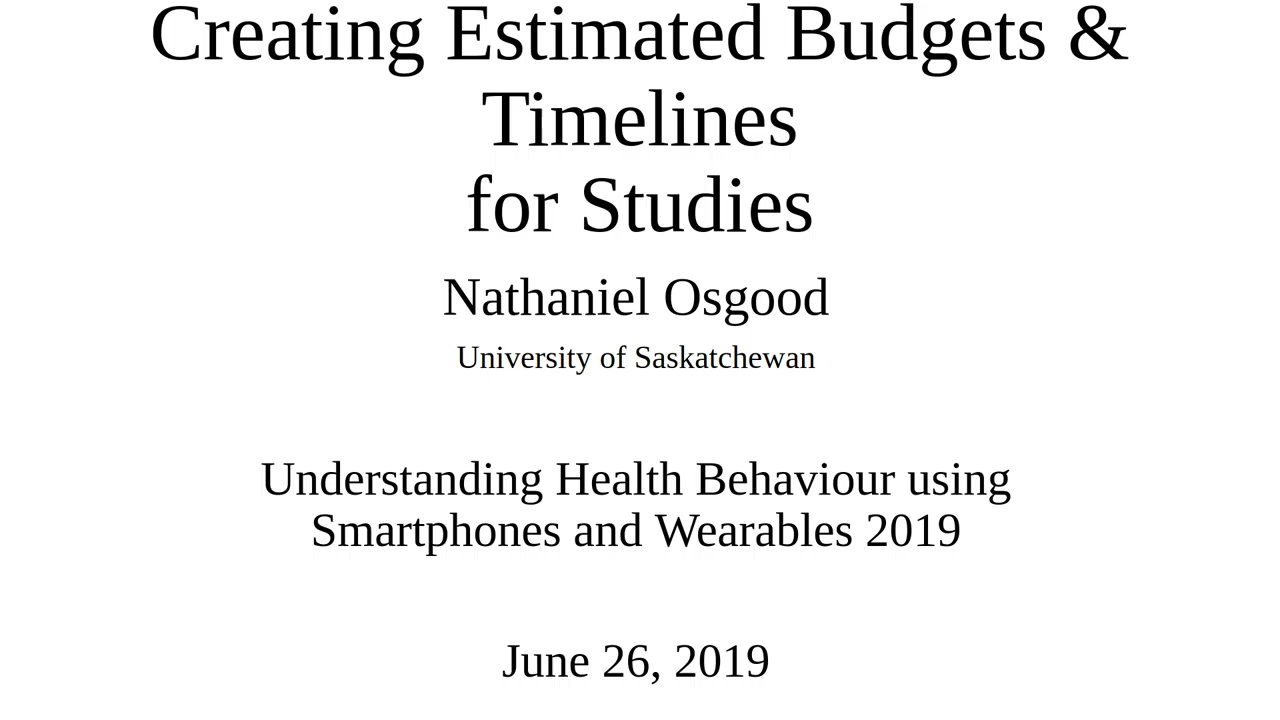 Creating Estimated Budgets &
Timelines
for Studies
Nathaniel Osgood
University of Saskatchewan
Understanding Health Behaviour using
Smartphones and Wearables 2019
June 26, 2019